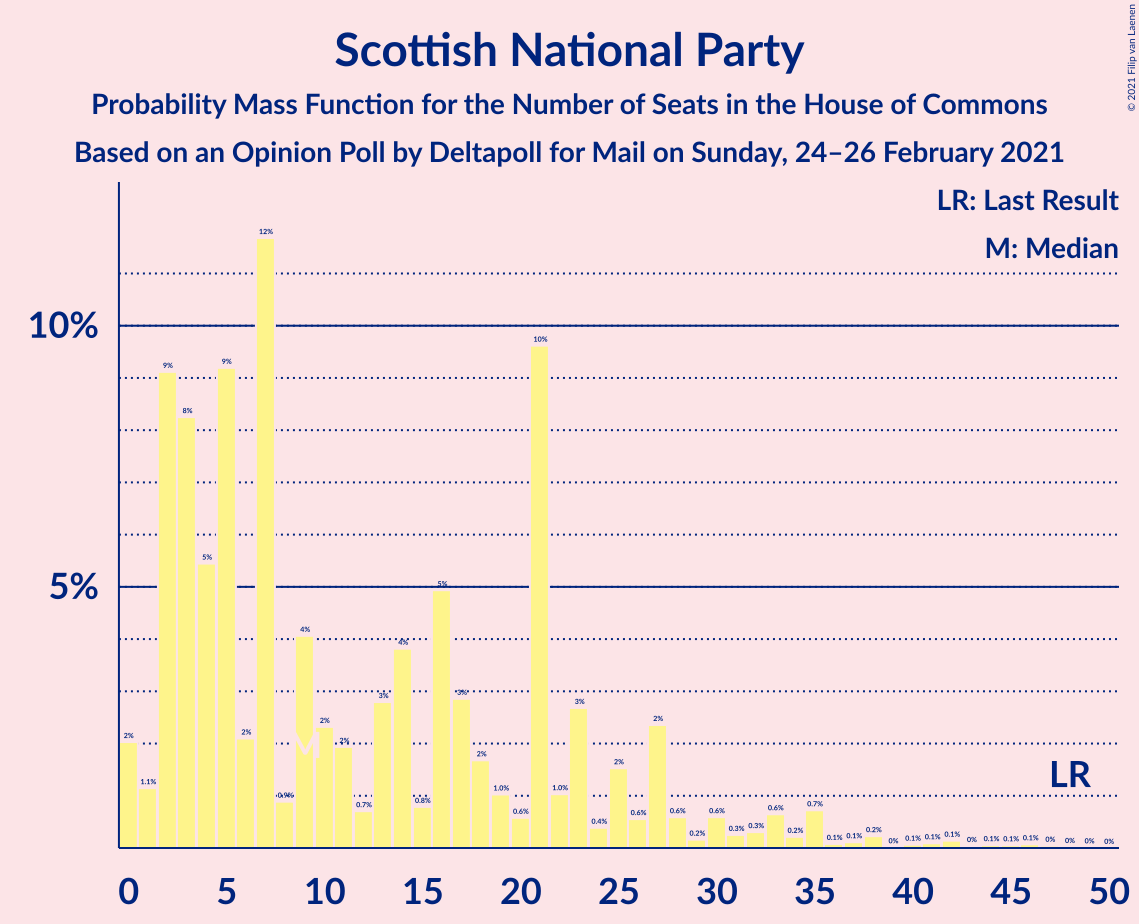 Scottish National Party
Probability Mass Function for the Number of Seats in the House of Commons
Based on an Opinion Poll by Deltapoll for Mail on Sunday, 24–26 February 2021
© 2021 Filip van Laenen
LR: Last Result
M: Median
10%
5%
2% 1.1% 9% 8% 5% 9% 2% 12% 0.9% 4% 2% 2% 0.7% 3% 4% 0.8% 5% 3% 2% 1.0% 0.6% 10% 1.0% 3% 0.4% 2% 0.6% 2% 0.6% 0.2% 0.6% 0.3% 0.3% 0.6% 0.2% 0.7% 0.1% 0.1% 0.2% 0% 0.1% 0.1% 0.1% 0% 0.1% 0.1% 0.1% 0% 0% 0% 0%
M
LR
0 5 10 15 20 25 30 35 40 45 50